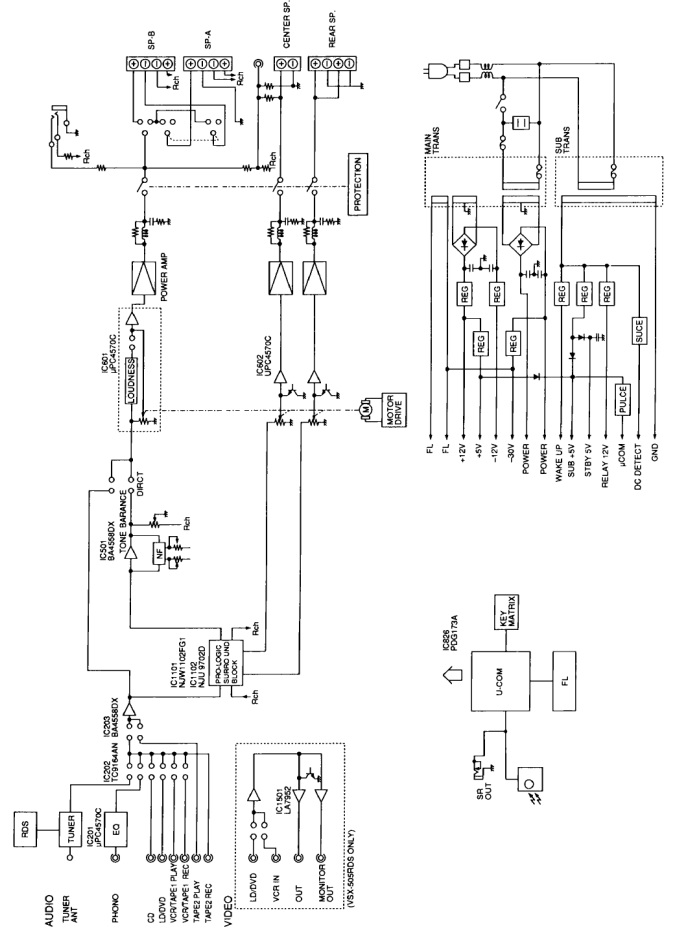 AUDIO
TUNER
ANT
RDS
TUNER
PHONO
IC201
µPC4570C
EQ
CD
LD/DVD
VCR/TAPE1 PLAY
VCR/TAPE1 REC
TAPE2 PLAY
TAPE2 REC
IC202
TC9164AN
IC203
BA4558DX
VIDEO
LD/DVD
VCR IN
OUT
MONITOR
OUT
IC1501
LA7952
(VSX-505RDS ONLY)
IC1101
NJW1102FG1
IC1102
NJU 9702D
PRO-LOGIC
SURRO UND
BLOCK
Rch
Rch
IC501
BA4558DX
TONE BARANCE
NF
DIRCT
Rch
IC601
µPC4570C
LOUDNESS
POWER AMP
IC602
UPC4570C
M
MOTOR
DRIVE
PROTECTION
Rch
Rch
SP-B
Rch
SP-A
Rch
CENTER SP.
REAR SP.
SR
OUT
IC826
PDG173A
U-COM
KEY
MATRIX
FL
MAIN
TRANS
SUB
TRANS
REG
REG
REG
REG
REG
REG
REG
SUCE
PULCE
FL
FL
+12V
+5V
–12V
–30V
POWER
POWER
WAKE UP
SUB +5V
STBY 5V
RELAY 12V
µCOM
DC DETECT
GND